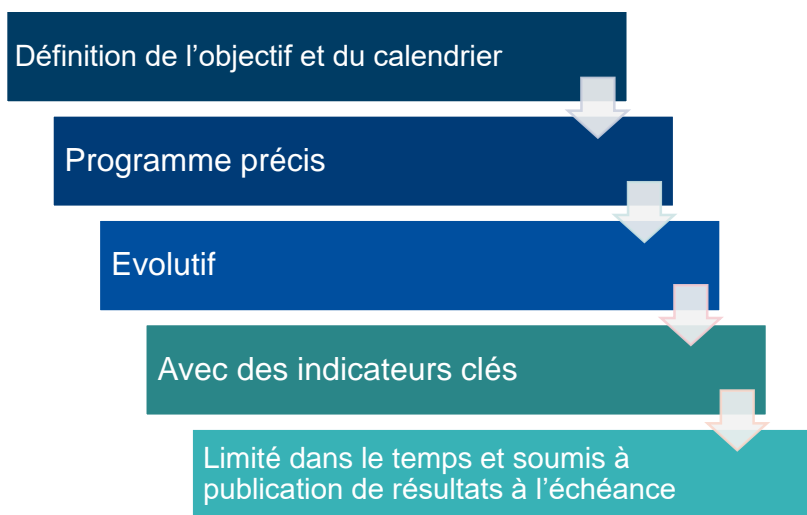 Définition de l’objectif et du calendrier
Programme précis
Evolutif
Avec des indicateurs clés
Limité dans le temps et soumis à
publication de résultats à l’échéance